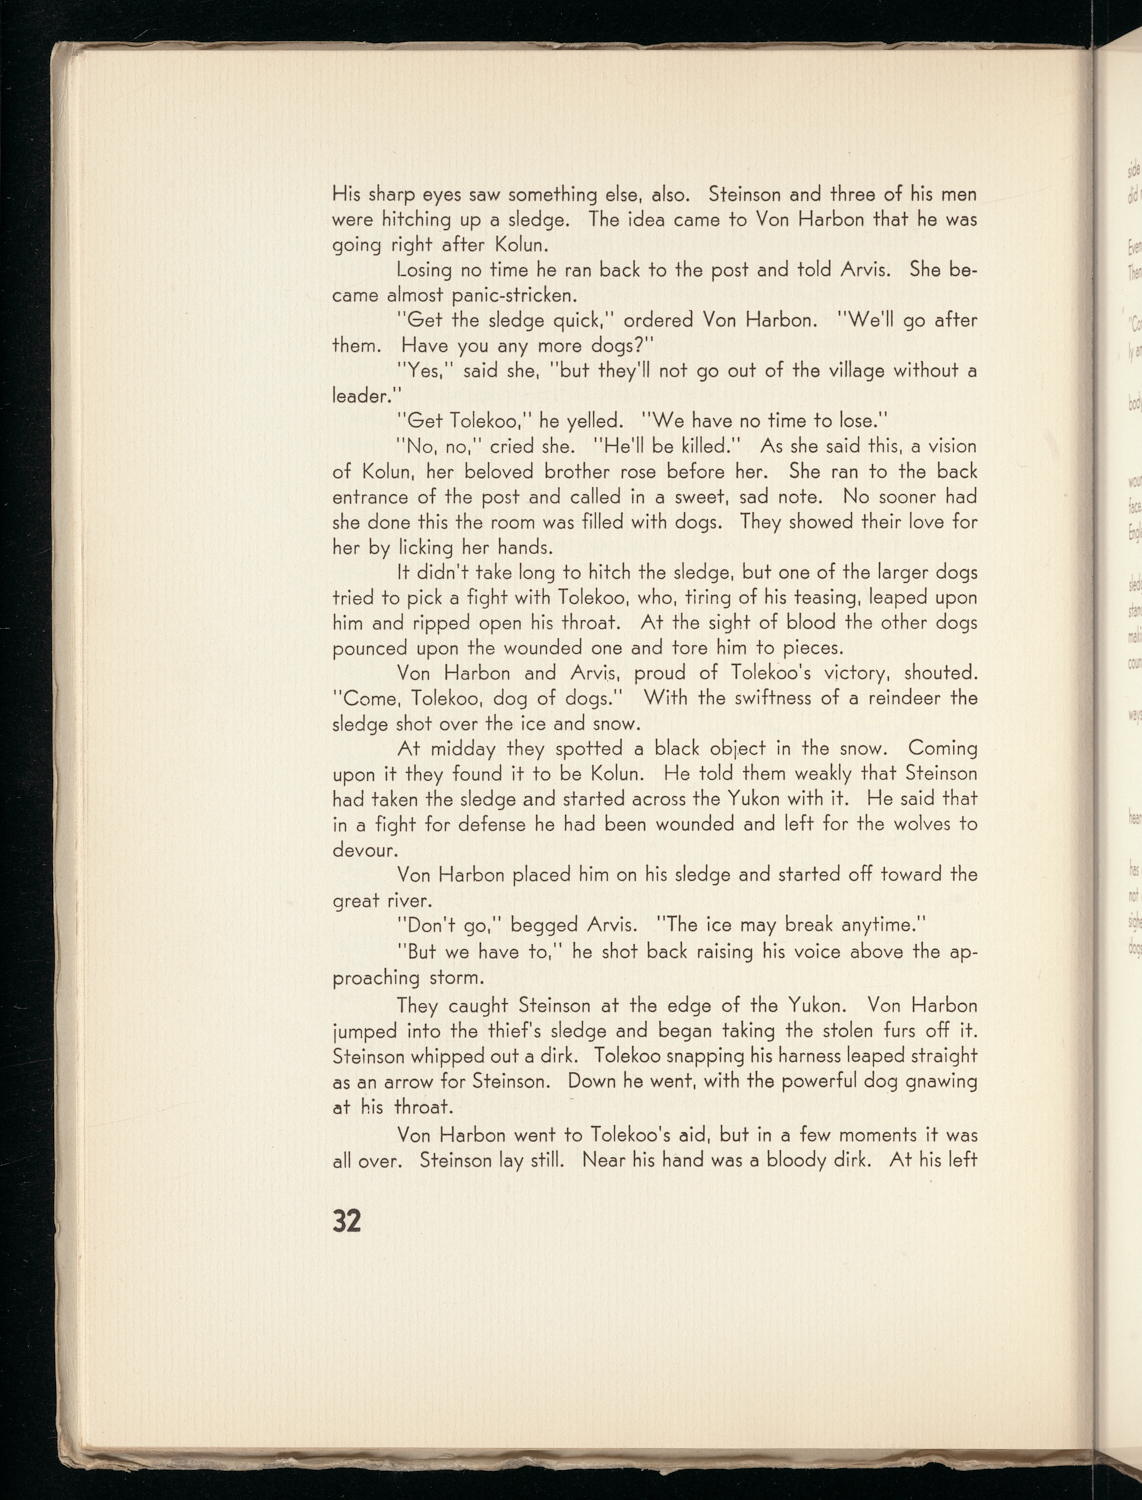 His sharp eyes saw something else, also.  Steinson and three of his men
were hitching up a sledge.  The idea came to Von Harbon that he was
going right after Kolun.
Losing no time he ran back to the post and told Arvis.  She be-
came almost panic-stricken.
"Get the sledge quick," ordered Von Harbon.  "We'll go after
them.  Have you any more dogs?"
"Yes," said she, "but they'll not go out of the village without a
leader."
"Get Tolekoo," he yelled.  "We have no time to lose."
"No, no," cried she.  "He'll be killed."  As she said this, a vision
of Kolun, her beloved brother rose before her.  She ran to the back
entrance of the post and called in a sweet, sad note.  No sooner had
she done this the room was filled with dogs.  They showed their love for
her by licking her hands.
It didn't take long to hitch the sledge, but one of the larger dogs
tried to pick a fight with Tolekoo, who, tiring of his teasing, leaped upon
him and ripped open his throat.  At the sight of blood the other dogs
pounced upon the wounded one and tore him to pieces.
Von Harbon and Arvis, proud of Tolekoo's victory, shouted.
"Come, Tolekoo, dog of dogs."  With the swiftness of a reindeer the
sledge shot over the ice and snow.
At midday they spotted a black object in the snow.  Coming
upon it they found it to be Kolun.  He told them weakly that Steinson
had taken the sledge and started across the Yukon with it.  He said that
in a fight for defense he had been wounded and left for the wolves to
devour.
Von Harbon placed him on his sledge and started off toward the
great river.
"Don't go," begged Arvis.  "The ice may break anytime."
"But we have to," he shot back raising his voice above the ap-
proaching storm.
They caught Steinson at the edge of the Yukon.  Von Harbon
jumped into the thief's sledge and began taking the stolen furs off it.
Steinson whipped out a dirk.  Tolekoo snapping his harness leaped straight
as an arrow for Steinson.  Down he went, with the powerful dog gnawing
at his throat.
Von Harbon went to Tolekoo's aid, but in a few moments it was
all over.  Steinson lay still.  Near his hand was a bloody dirk.  At his left
32